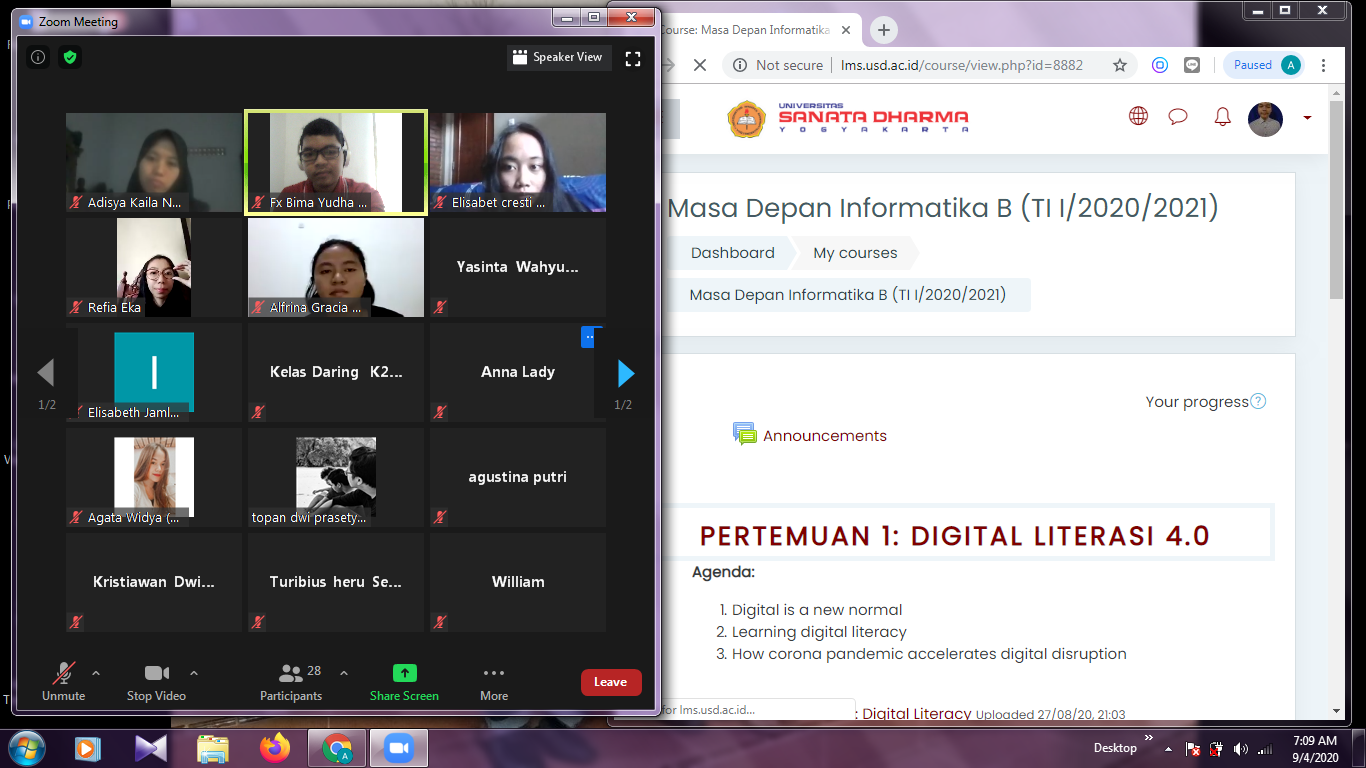 Zoom Meeting
Speaker View
Adisya Kaila N...
Fx Bima Yudha ...
Elisabet cresti ...
Refia Eka
Alfrina Gracia ...
Yasinta Wahyu...
1/2
Elisabeth Jaml...
Kelas Daring K2...
Anna Lady
1/2
I
Agata Widya (...
topan dwi prasety...
agustina putri
Kristiawan Dwi...
Turibius heru Se...
William
Unmute
Stop Video
28
Participants
Share Screen
More
Leave
Course: Masa Depan Informatika
Not secure
lms.usd.ac.id/course/view.php?id=8882
Paused
A
UNIVERSITAS
SANATA DHARMA
YOGYAKARTA
Masa Depan Informatika B (TI I/2020/2021)
Dashboard
My courses
Masa Depan Informatika B (TI I/2020/2021)
Your progress
Announcements
PERTEMUAN 1: DIGITAL LITERASI 4.0
Agenda:
1. Digital is a new normal
2. Learning digital literacy
3. How corona pandemic accelerates digital disruption
for lms.usd.ac.id...
: Digital Literacy Uploaded 27/08/20, 21:03
A
Desktop
7:09 AM
9/4/2020